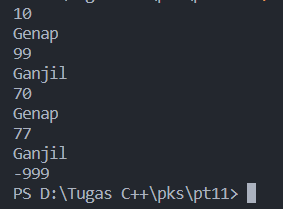 10
Genap
99
Ganjil
70
Genap
77
Ganjil
-999
PS D:\Tugas C++\pks\pt11>